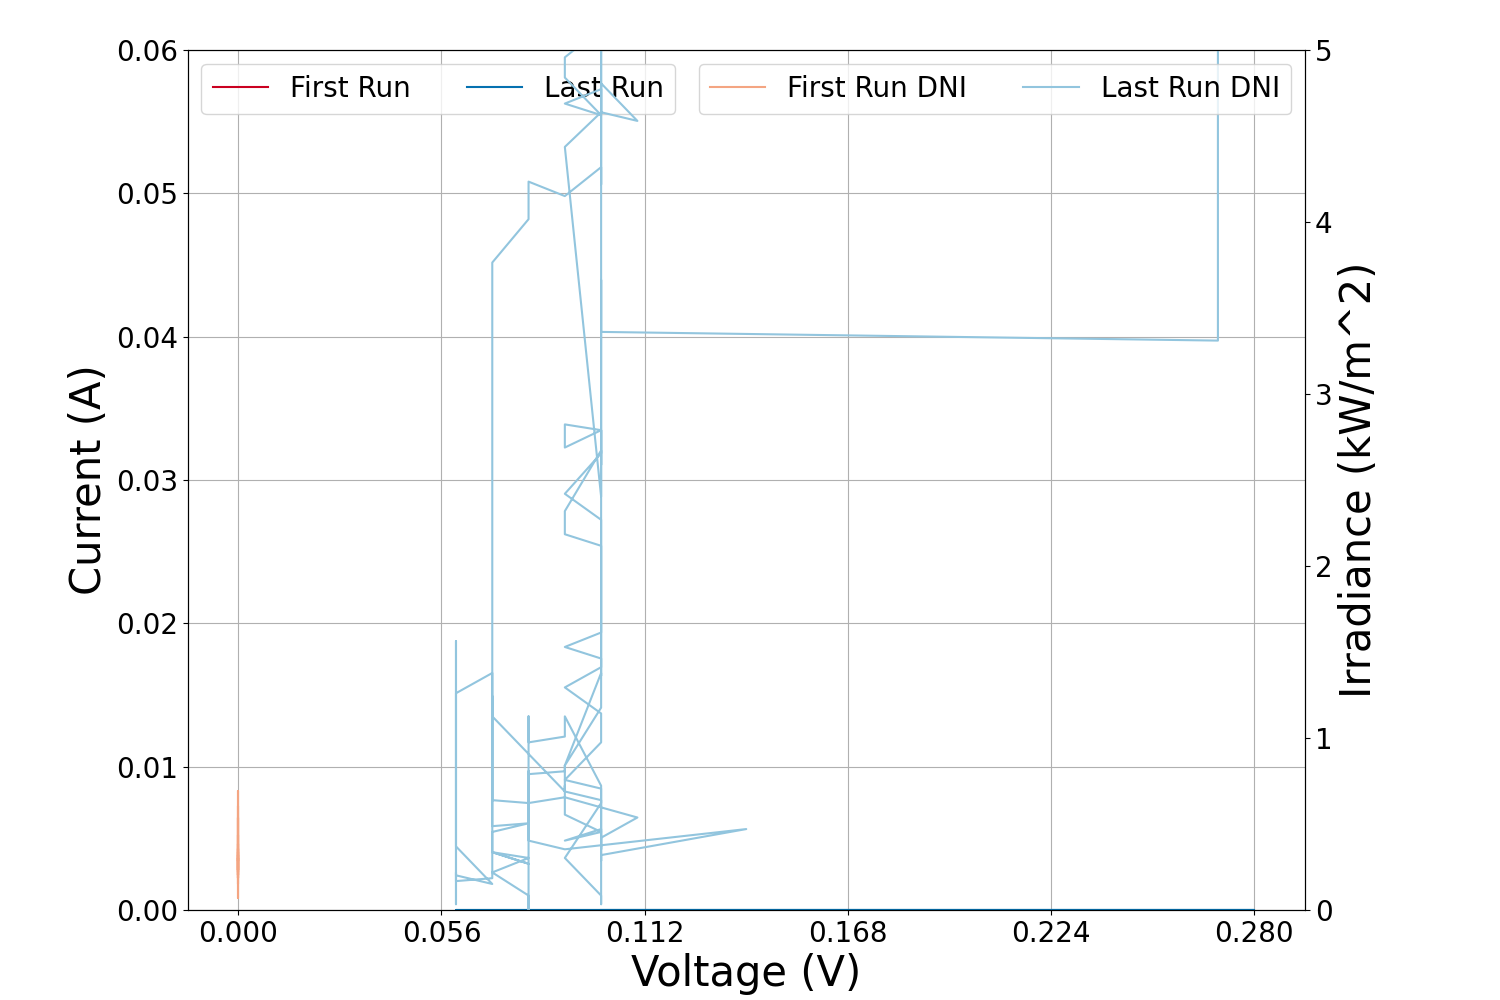 First Run
Last Run
First Run DNI
Last Run DNI
0.06
0.05
0.04
0.03
0.02
0.01
0.00
Current (A)
5
4
3
2
1
0
Irradiance (kW/m^2)
0.000
0.056
0.112
0.168
0.224
0.280
Voltage (V)